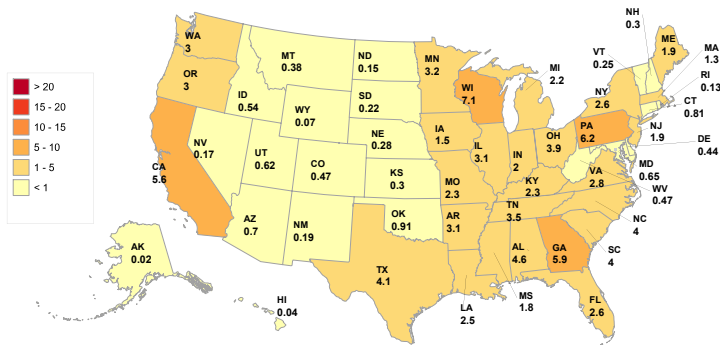 > 20
15 - 20
10 - 15
5 - 10
1 - 5
< 1
WA
3
OR
3
CA
5.6
NV
0.17
ID
0.54
MT
0.38
WY
0.07
UT
0.62
CO
0.47
AZ
0.7
NM
0.19
ND
0.15
SD
0.22
NE
0.28
KS
0.3
OK
0.91
TX
4.1
MN
3.2
IA
1.5
MO
2.3
AR
3.1
LA
2.5
WI
7.1
IL
3.1
MI
2.2
IN
2
OH
3.9
KY
2.3
TN
3.5
MS
1.8
AL
4.6
GA
5.9
FL
2.6
SC
4
NC
4
VA
2.8
WV
0.47
MD
0.65
DE
0.44
PA
6.2
NJ
1.9
NY
2.6
CT
0.81
RI
0.13
MA
1.3
VT
0.25
NH
0.3
ME
1.9
AK
0.02
HI
0.04